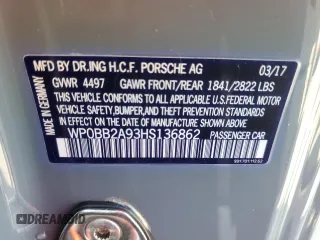 MFD BY DR.ING H.C.F. PORSCHE AG 03/17
GVWR 4497 GAWR FRONT/REAR 1841/2822 LBS
THIS VEHICLE CONFORMS TO ALL APPLICABLE U.S.FEDERAL MOTOR
VEHICLE SAFETY,BUMPER,AND THEFT PREVENTION STANDARDS IN
EFFECT ON THE DATE OF MANUFACTURE SHOWN ABOVE.
MADE IN GERMANY
WP0BB2A93HS136862 PASSENGER CAR
DREAMBID